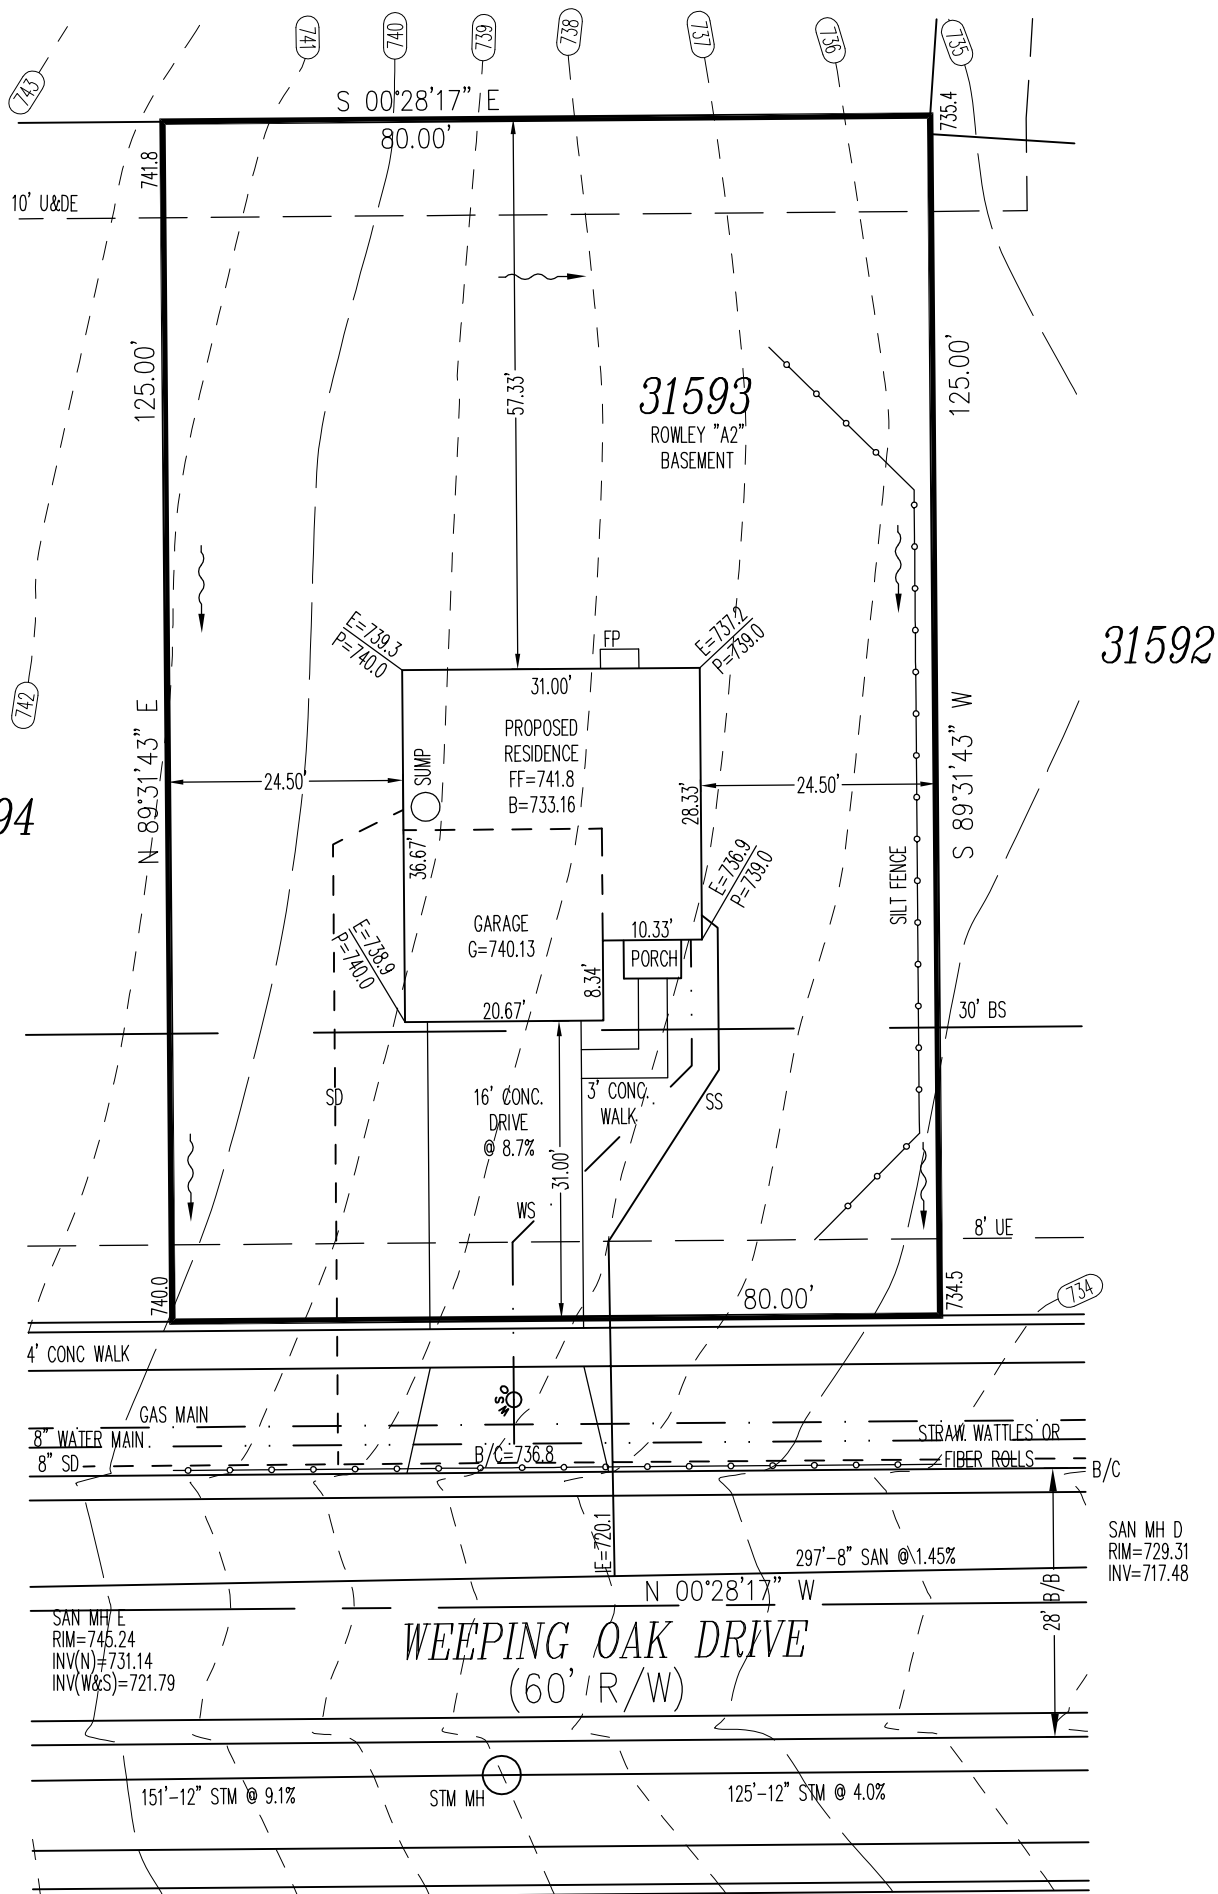 743
741
740
739
738
737
736
735
S 00°28'17" E
80.00'
735.4
741.8
10' U&DE
125.00'
57.33'
125.00'
31593
ROWLEY "A2"
BASEMENT
31592
742
E=739.3
P=740.0
FP
E=737.2
P=739.0
31.00'
N 89°31'43" E
PROPOSED
RESIDENCE
FF=741.8
B=733.16
SUMP
24.50'
24.50'
28.33'
S 89°31'43" W
94
36.67'
E=736.9
P=739.0
SILT FENCE
E=738.9
P=740.0
GARAGE
G=740.13
10.33'
PORCH
8.34'
20.67'
30' BS
SD
16' CONC.
DRIVE
@ 8.7%
3' CONC.
WALK
SS
31.00'
WS
8' UE
740.0
80.00'
734.5
734
4' CONC WALK
W.S.O
GAS MAIN
8" WATER MAIN
8" SD
B/C=736.8
STRAW WATTLES OR
FIBER ROLLS
B/C
IE=720.1
297'-8" SAN @ 1.45%
SAN MH D
RIM=729.31
INV=717.48
N 00°28'17" W
28' B/B
SAN MH E
RIM=745.24
INV(N)=731.14
INV(W&S)=721.79
WEEPING OAK DRIVE
(60' R/W)
151'-12" STM @ 9.1%
STM MH
125'-12" STM @ 4.0%